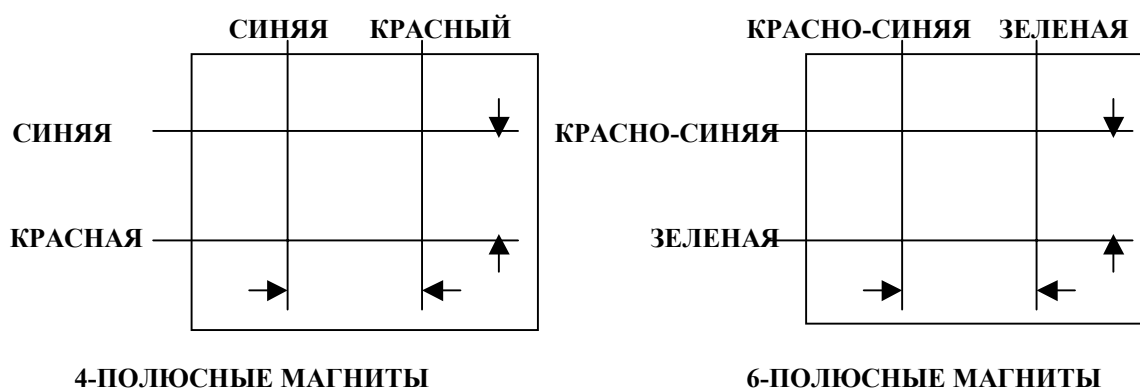 СИНЯЯ КРАСНЫЙ
СИНЯЯ
КРАСНАЯ
4-ПОЛЮСНЫЕ МАГНИТЫ
КРАСНО-СИНЯЯ ЗЕЛЕНАЯ
КРАСНО-СИНЯЯ
ЗЕЛЕНАЯ
6-ПОЛЮСНЫЕ МАГНИТЫ